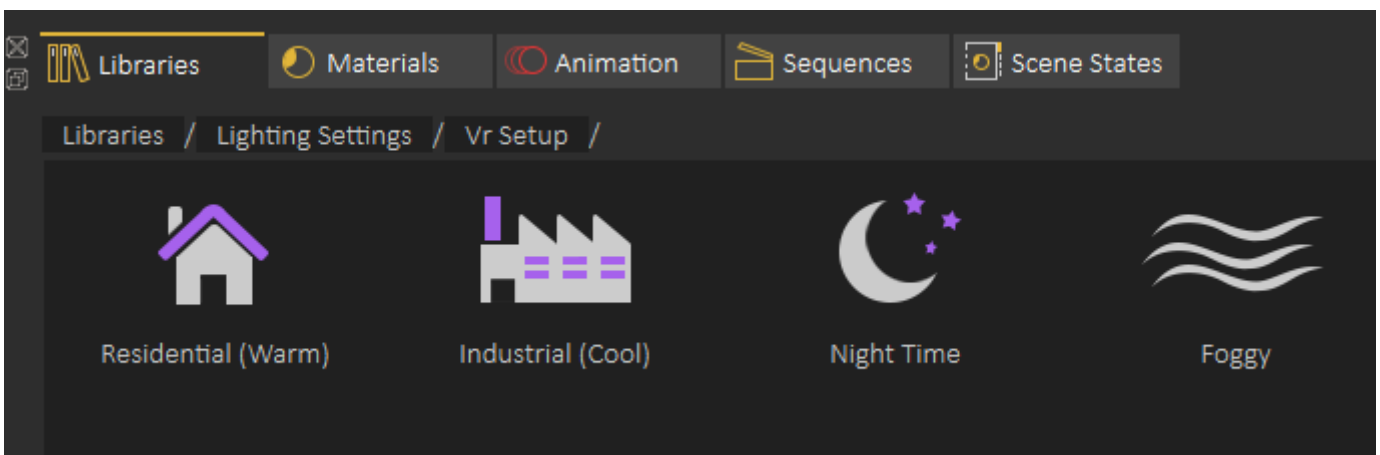 Libraries Materials Animation Sequences Scene States
Libraries / Lighting Settings / Vr Setup /
Residential (Warm) Industrial (Cool) Night Time Foggy